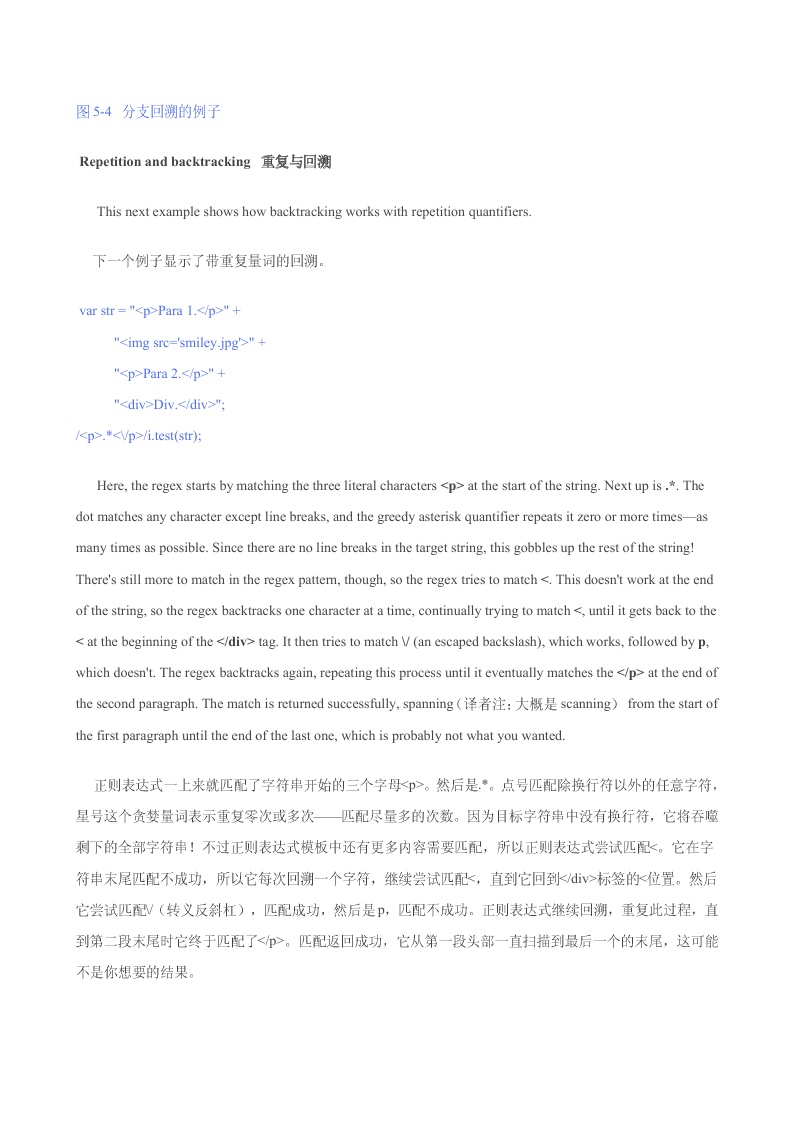 图 5-4 分支回溯的例子
Repetition and backtracking 重复与回溯
This next example shows how backtracking works with repetition quantifiers.
下一个例子显示了带重复量词的回溯。
var str = "<p>Para 1.</p>" +
"<img src='smiley.jpg'>" +
"<p>Para 2.</p>" +
"<div>Div.</div>";
/<p>.*<\/p>/i.test(str);
Here, the regex starts by matching the three literal characters <p> at the start of the string. Next up is .*. The
dot matches any character except line breaks, and the greedy asterisk quantifier repeats it zero or more times—as
many times as possible. Since there are no line breaks in the target string, this gobbles up the rest of the string!
There's still more to match in the regex pattern, though, so the regex tries to match <. This doesn't work at the end
of the string, so the regex backtracks one character at a time, continually trying to match <, until it gets back to the
< at the beginning of the </div> tag. It then tries to match \/ (an escaped backslash), which works, followed by p,
which doesn't. The regex backtracks again, repeating this process until it eventually matches the </p> at the end of
the second paragraph. The match is returned successfully, spanning（译者注：大概是 scanning） from the start of
the first paragraph until the end of the last one, which is probably not what you wanted.
正则表达式一上来就匹配了字符串开始的三个字母<p>。然后是.*。点号匹配除换行符以外的任意字符，
星号这个贪婪量词表示重复零次或多次——匹配尽量多的次数。因为目标字符串中没有换行符，它将吞噬
剩下的全部字符串！不过正则表达式模板中还有更多内容需要匹配，所以正则表达式尝试匹配<。它在字
符串末尾匹配不成功，所以它每次回溯一个字符，继续尝试匹配<，直到它回到</div>标签的<位置。然后
它尝试匹配\/（转义反斜杠），匹配成功，然后是 p，匹配不成功。正则表达式继续回溯，重复此过程，直
到第二段末尾时它终于匹配了</p>。匹配返回成功，它从第一段头部一直扫描到最后一个的末尾，这可能
不是你想要的结果。